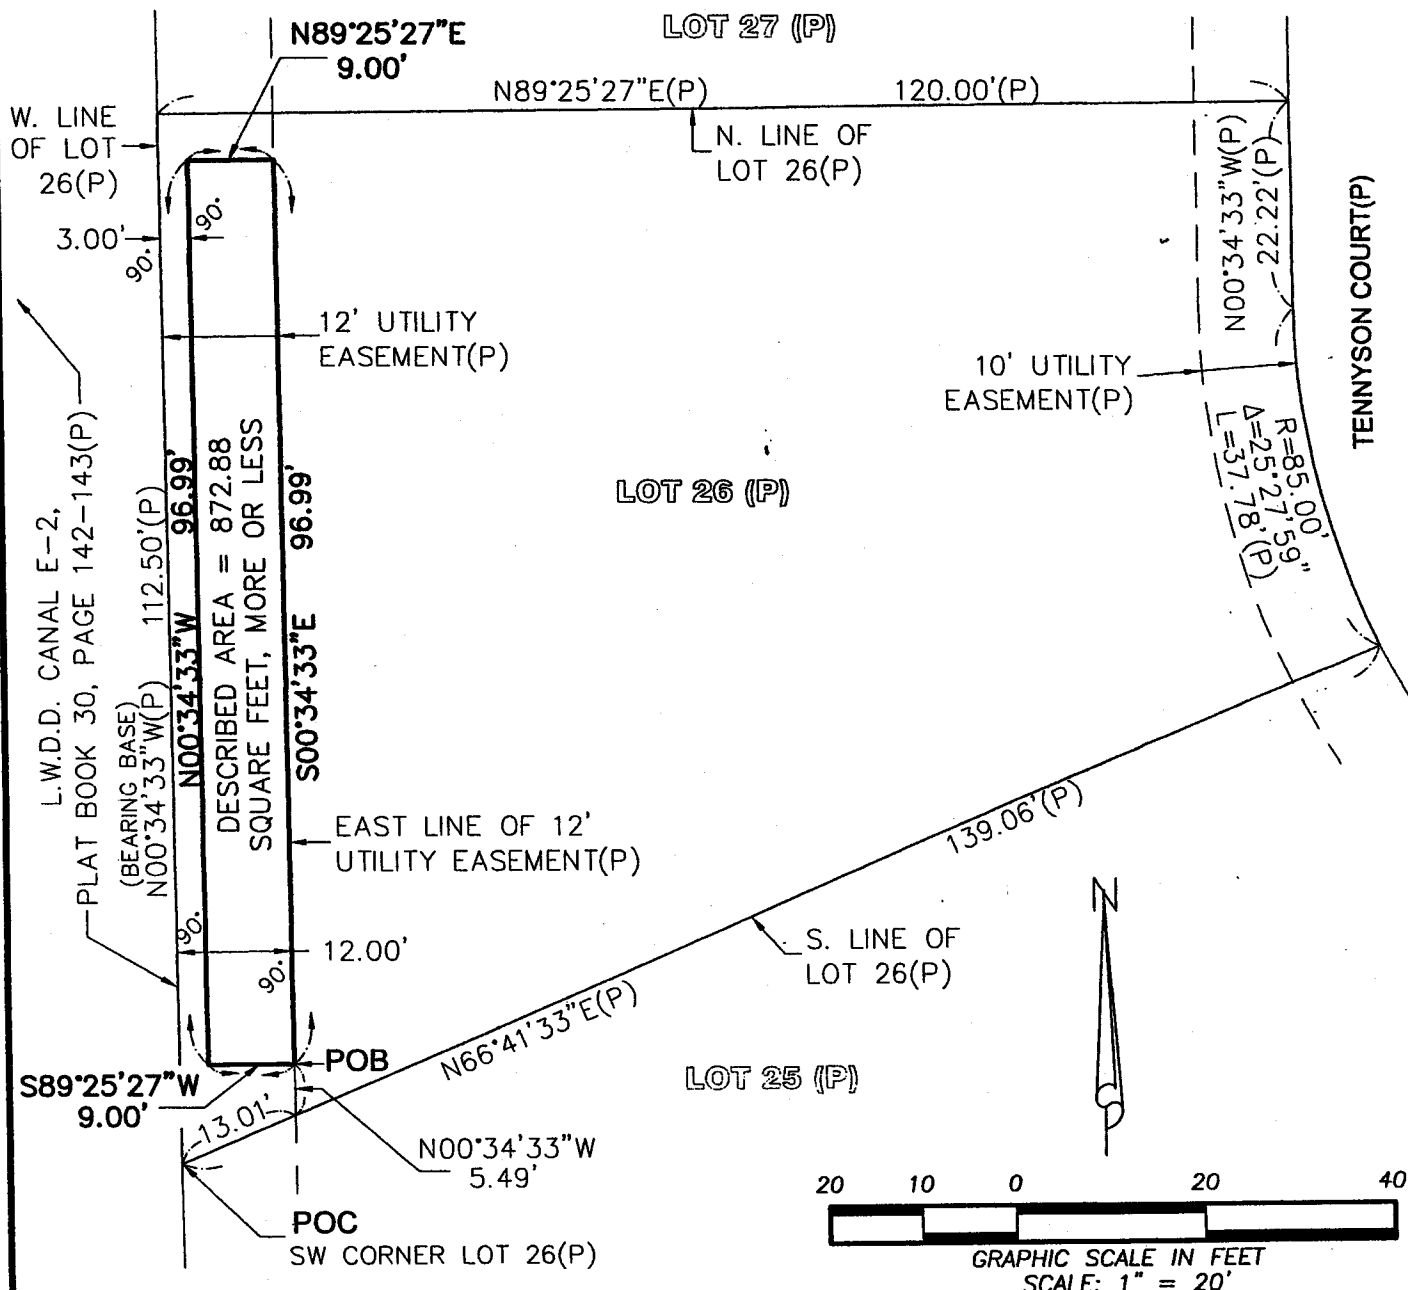 LOT 27 (P)
N89°25'27"E
9.00'
N89°25'27"E(P)
120.00'(P)
W. LINE
OF LOT
26(P)
N. LINE OF
LOT 26(P)
N00°34'33"W(P)
22.22'(P)
TENNYSON COURT(P)
3.00'
90°
90°
12' UTILITY
EASEMENT(P)
10' UTILITY
EASEMENT(P)
R=85.00'
Δ=25°27'59"
L=37.78'(P)
LOT 26 (P)
L.W.D.D. CANAL E-2,
PLAT BOOK 30, PAGE 142-143(P)
112.50'(P)
(BEARING BASE)
N00°34'33"W(P)
96.99'
N00°34'33"W
DESCRIBED AREA = 872.88
SQUARE FEET, MORE OR LESS
96.99'
S00°34'33"E
EAST LINE OF 12'
UTILITY EASEMENT(P)
139.06'(P)
90°
12.00'
90°
S. LINE OF
LOT 26(P)
N
N66°41'33"E(P)
POB
LOT 25 (P)
S89°25'27"W
9.00'
13.01'
N00°34'33"W
5.49'
POC
SW CORNER LOT 26(P)
20 10 0 20 40
GRAPHIC SCALE IN FEET
SCALE: 1" = 20'